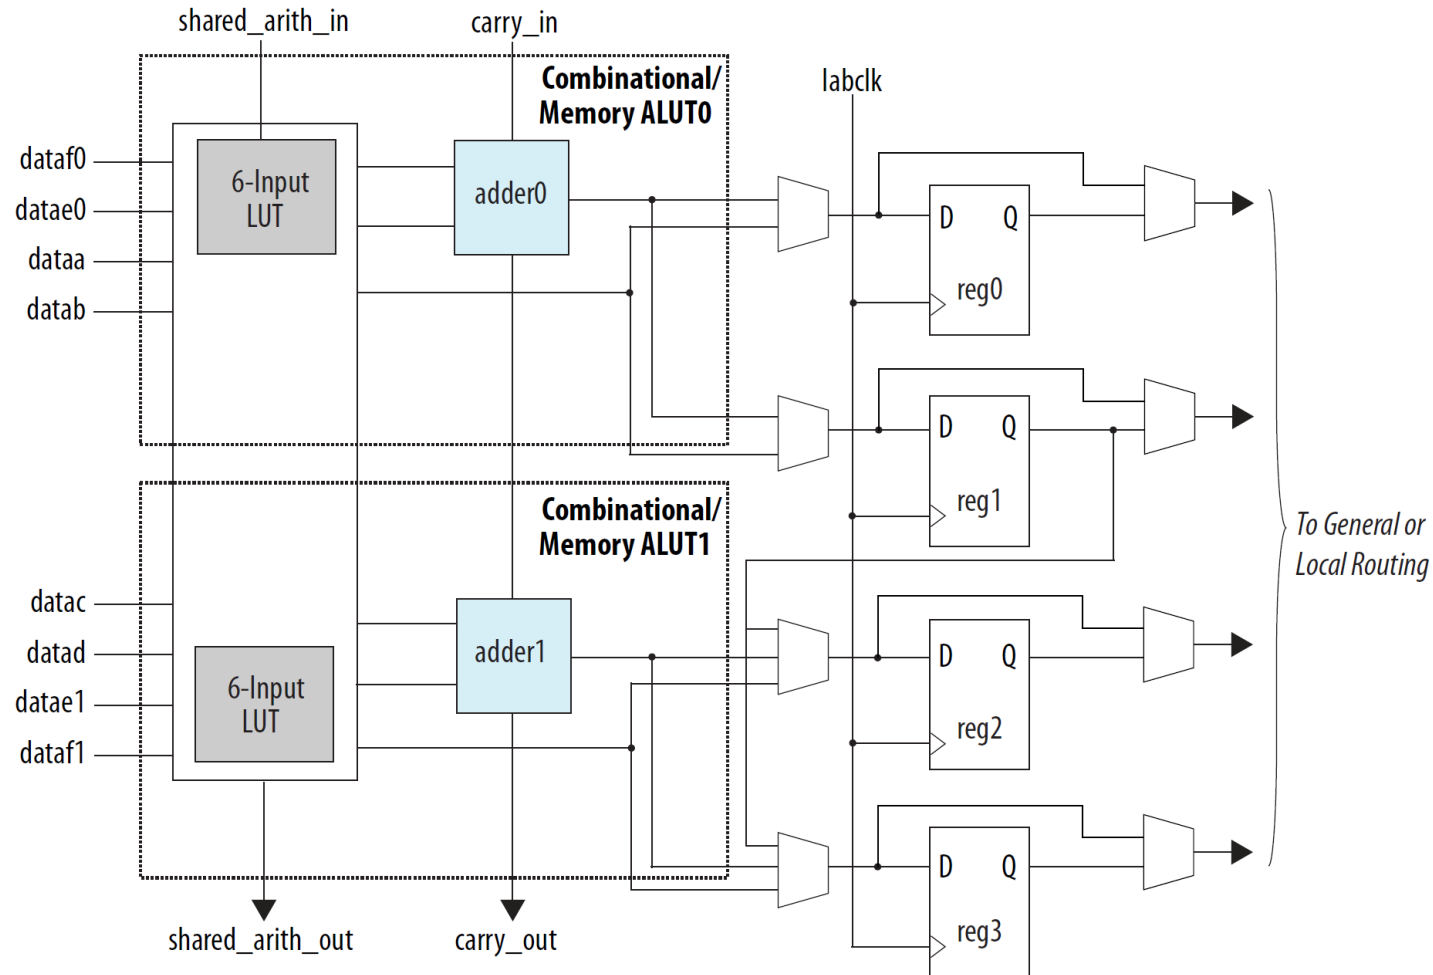 shared_arith_in
carry_in
Combinational/
Memory ALUT0
labclk
dataf0
datae0
dataa
datab
6-Input
LUT
adder0
D Q
reg0
D Q
reg1
Combinational/
Memory ALUT1
To General or
Local Routing
datac
datad
datae1
dataf1
6-Input
LUT
adder1
D Q
reg2
D Q
reg3
shared_arith_out
carry_out